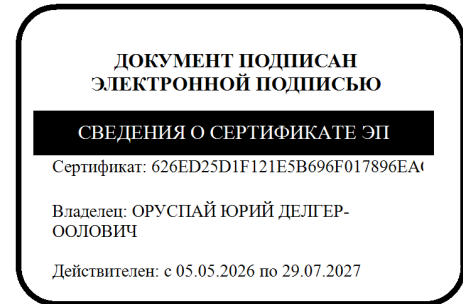 ДОКУМЕНТ ПОДПИСАН
ЭЛЕКТРОННОЙ ПОДПИСЬЮ
СВЕДЕНИЯ О СЕРТИФИКАТЕ ЭП
Сертификат: 626ED25D1F121E5B696F017896EA
Владелец: ОРУСПАЙ ЮРИЙ ДЕЛГЕР-
ООЛОВИЧ
Действителен: с 05.05.2026 по 29.07.2027